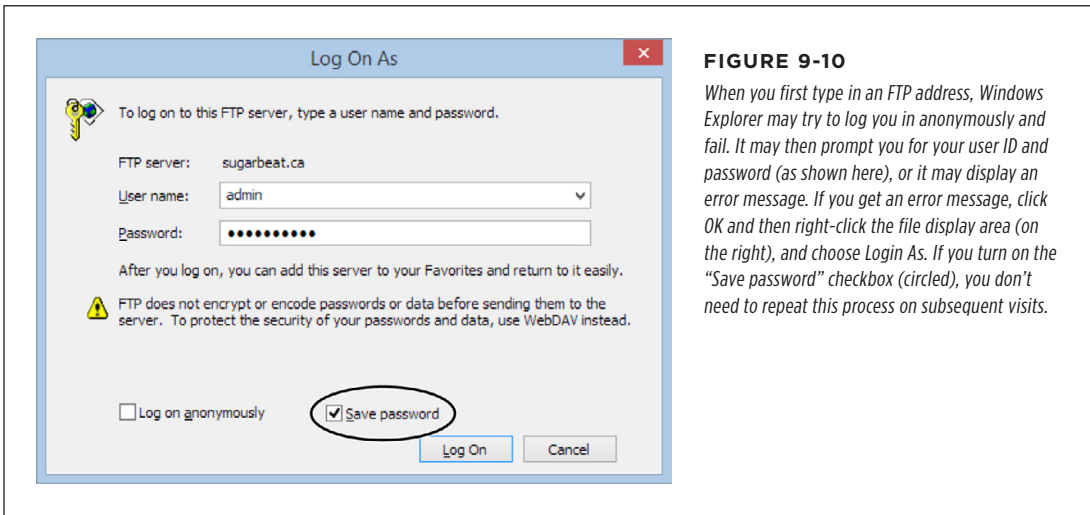 Log On As
To log on to this FTP server, type a user name and password.
FTP server: sugarbeat.ca
User name: admin
Password: ••••••••••
After you log on, you can add this server to your Favorites and return to it easily.
FTP does not encrypt or encode passwords or data before sending them to the
server. To protect the security of your passwords and data, use WebDAV instead.
Log on anonymously Save password
Log On Cancel
FIGURE 9-10
When you first type in an FTP address, Windows
Explorer may try to log you in anonymously and
fail. It may then prompt you for your user ID and
password (as shown here), or it may display an
error message. If you get an error message, click
OK and then right-click the file display area (on
the right), and choose Login As. If you turn on the
“Save password” checkbox (circled), you don’t
need to repeat this process on subsequent visits.